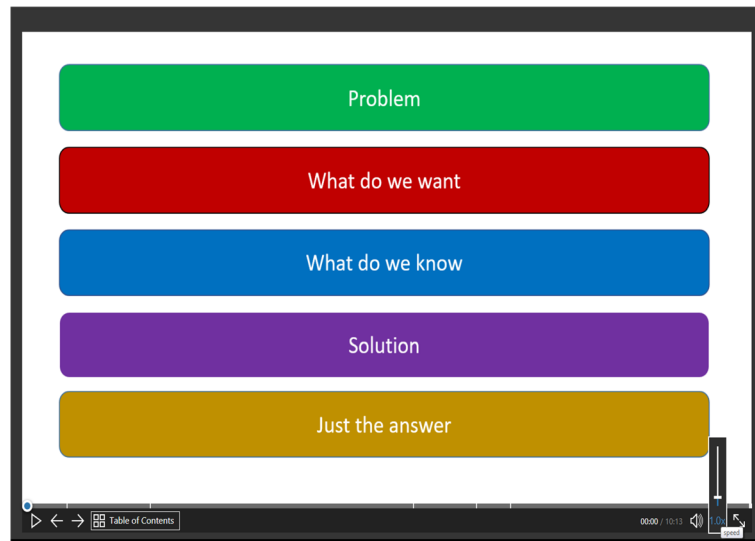 Problem
What do we want
What do we know
Solution
Just the answer
Table of Contents
00:00 / 10:13
1.0x
speed